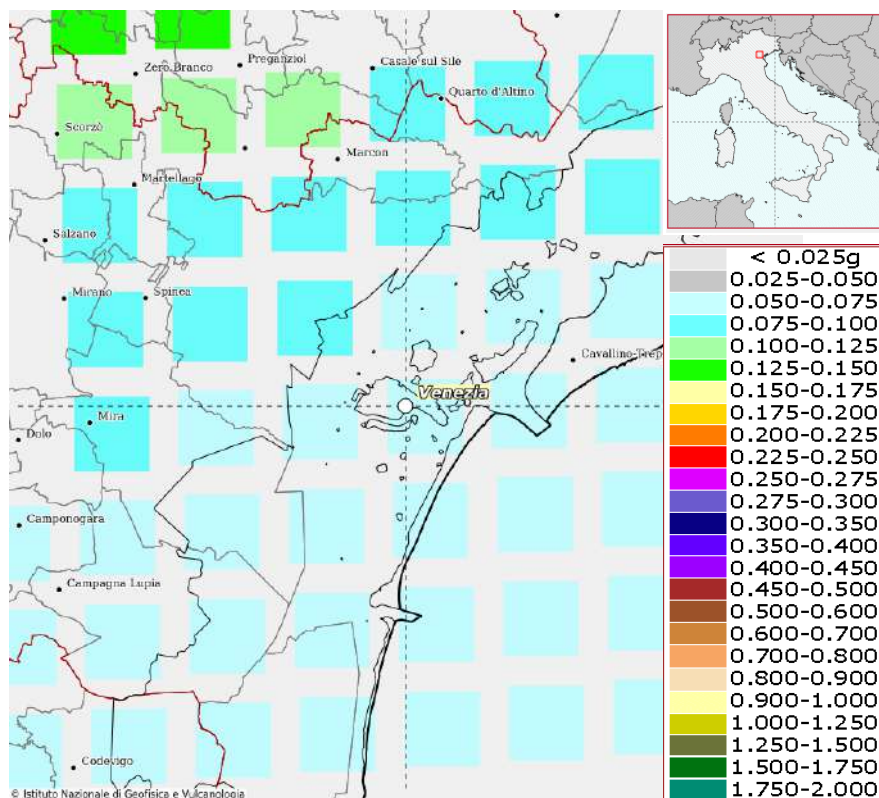 Zero Branco
Preganziol
Casale sul Sile
Quarto d'Altino
Scorzè
Marcon
Martellago
Salzano
Mirano
Spinea
Cavallino-Trep
Venezia
Mira
Dolo
Camponogara
Campagna Lupia
Codevigo
© Istituto Nazionale di Geofisica e Vulcanologia
< 0.025g
0.025-0.050
0.050-0.075
0.075-0.100
0.100-0.125
0.125-0.150
0.150-0.175
0.175-0.200
0.200-0.225
0.225-0.250
0.250-0.275
0.275-0.300
0.300-0.350
0.350-0.400
0.400-0.450
0.450-0.500
0.500-0.600
0.600-0.700
0.700-0.800
0.800-0.900
0.900-1.000
1.000-1.250
1.250-1.500
1.500-1.750
1.750-2.000